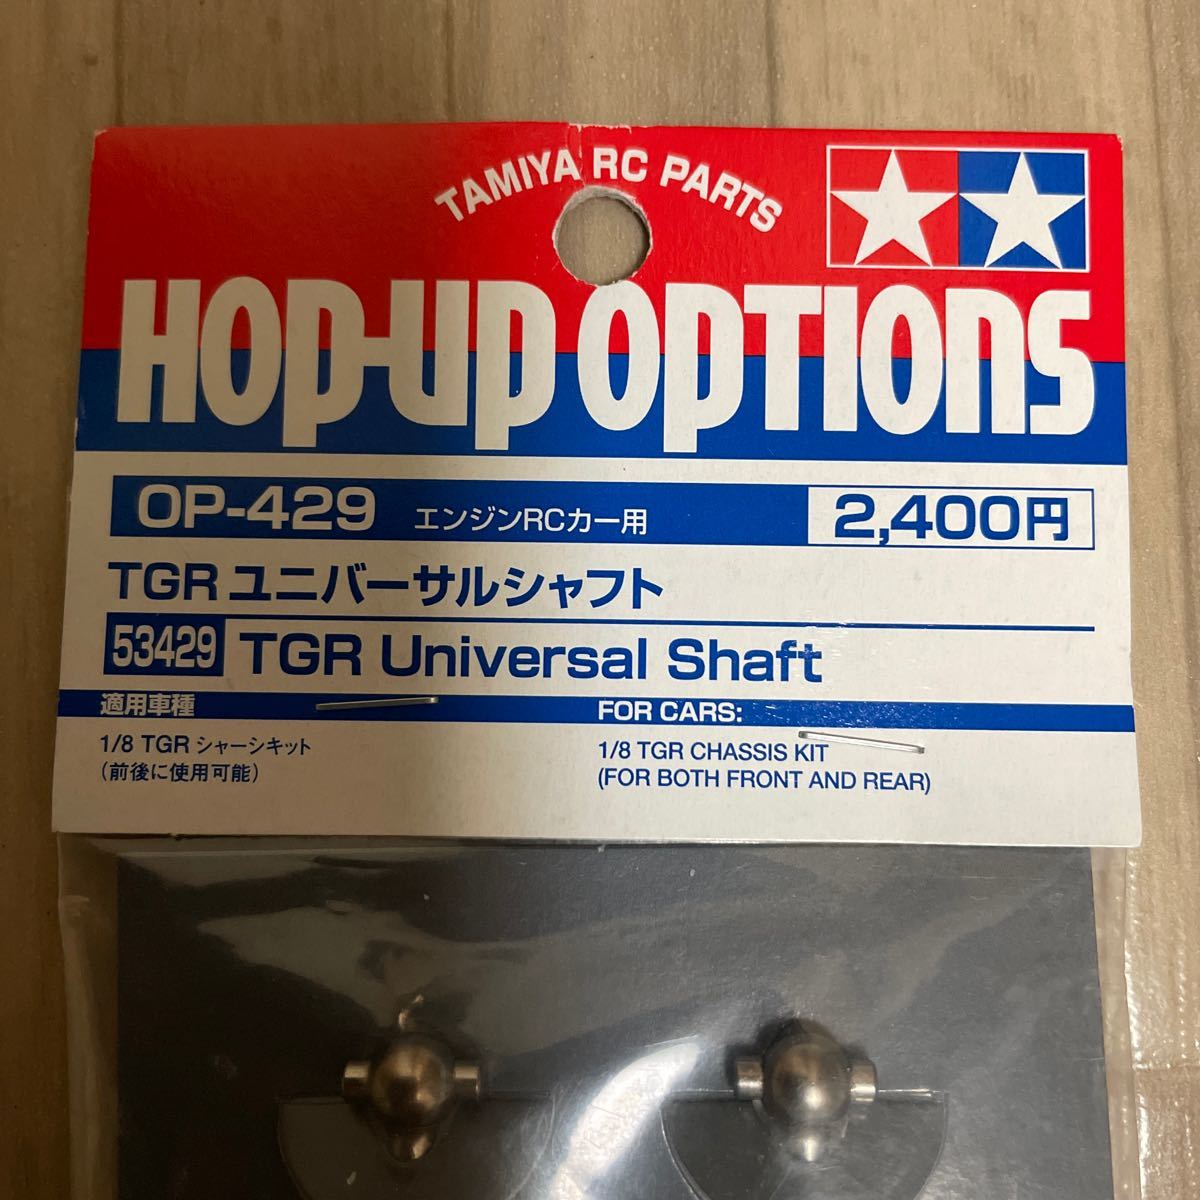 TAMIYA RC PARTS
HOP-UP OPTIONS
OP-429 エンジンRCカー用 2,400円
TGR ユニバーサルシャフト
53429 TGR Universal Shaft
適用車種
1/8 TGR シャーシキット
(前後に使用可能)
FOR CARS:
1/8 TGR CHASSIS KIT
(FOR BOTH FRONT AND REAR)